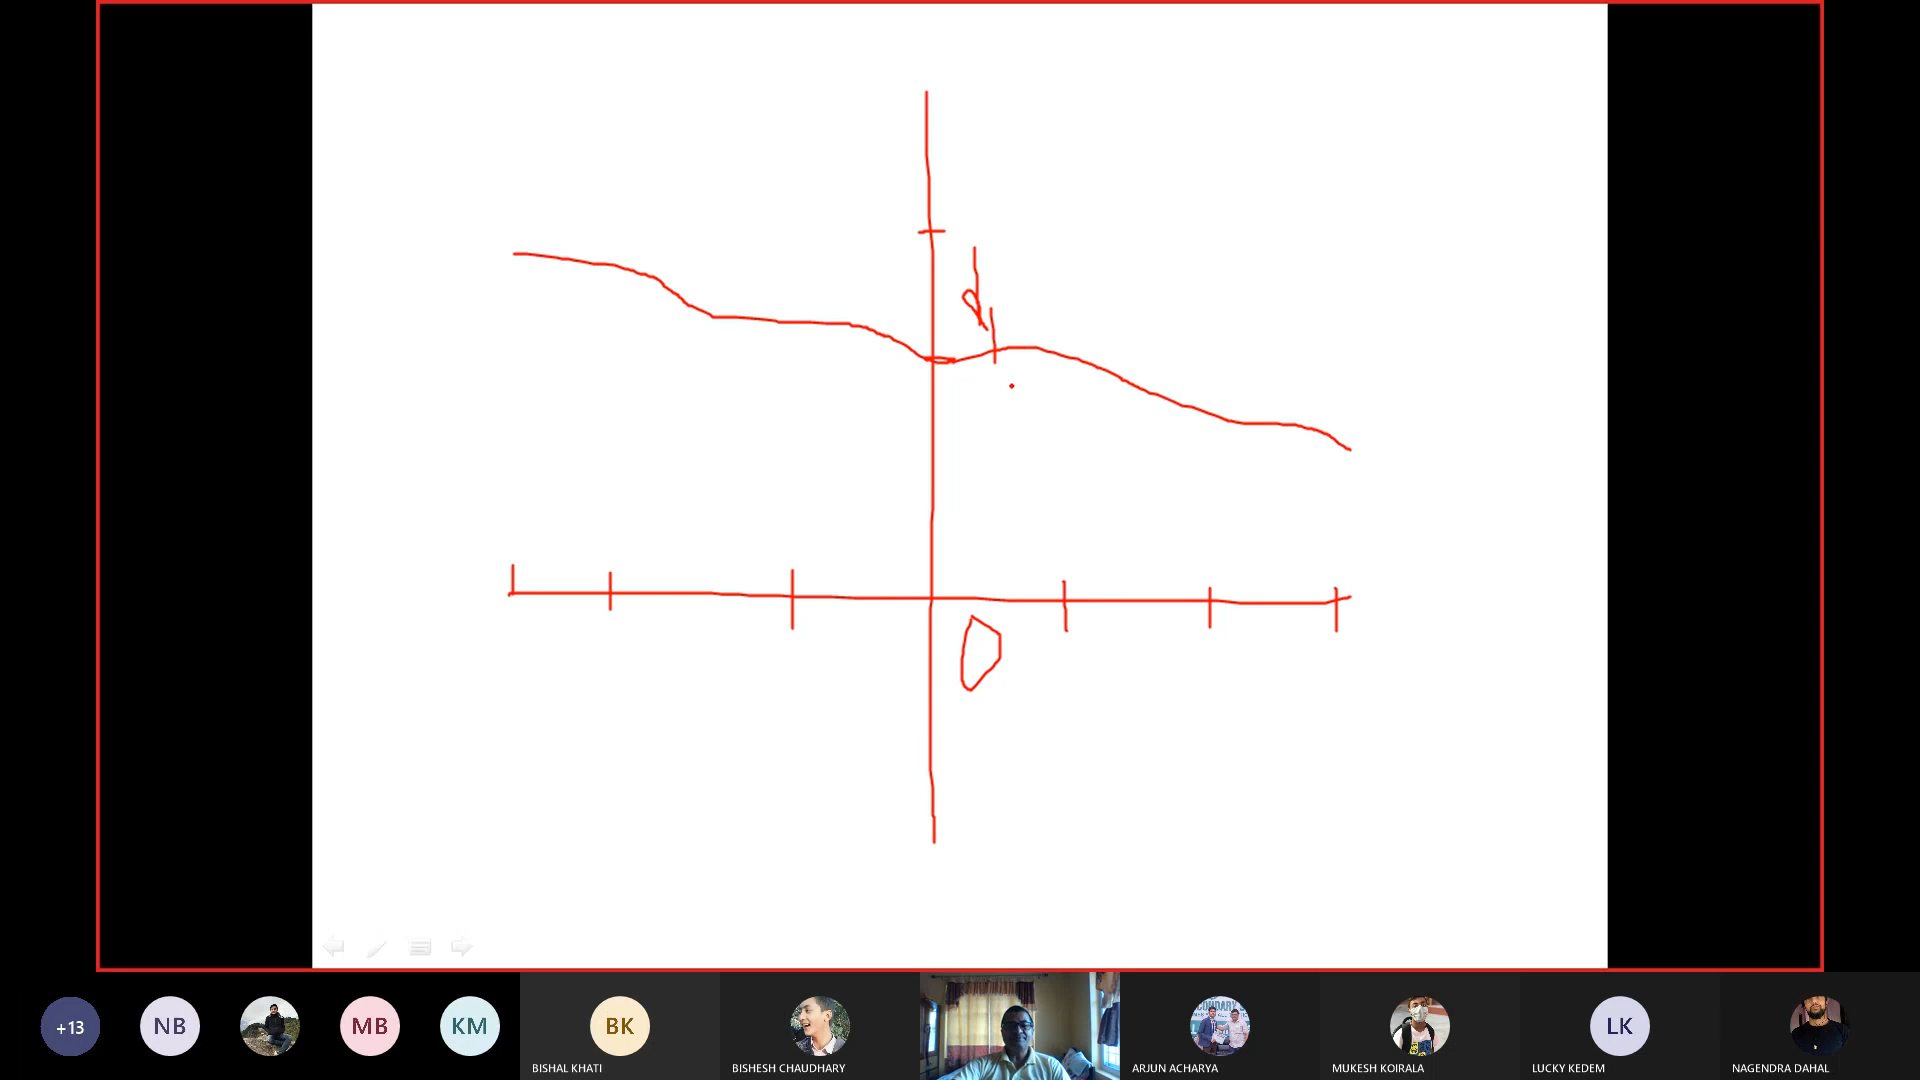 d
0
+13
NB
MB
KM
BK
LK
BISHAL KHATI
BISHESH CHAUDHARY
ARJUN ACHARYA
MUKESH KOIRALA
LUCKY KEDEM
NAGENDRA DAHAL